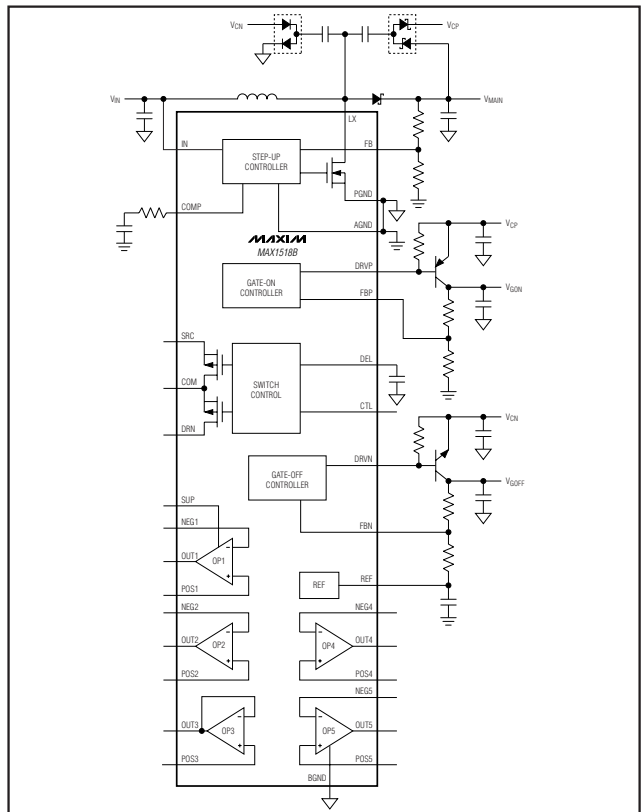 VCN
VCP
VIN
VMAIN
LX
IN
STEP-UP
CONTROLLER
FB
PGND
COMP
AGND
MAXIM
MAX1518B
VCP
DRVP
GATE-ON
CONTROLLER
FBP
VGON
SRC
COM
DRN
SWITCH
CONTROL
DEL
CTL
VCN
DRVN
GATE-OFF
CONTROLLER
VGOFF
FBN
SUP
NEG1
OUT1
OP1
-
+
POS1
REF
REF
NEG2
OUT2
OP2
-
+
POS2
NEG4
OUT4
OP4
-
+
POS4
OUT3
OP3
-
+
POS3
NEG5
OUT5
OP5
-
+
POS5
BGND